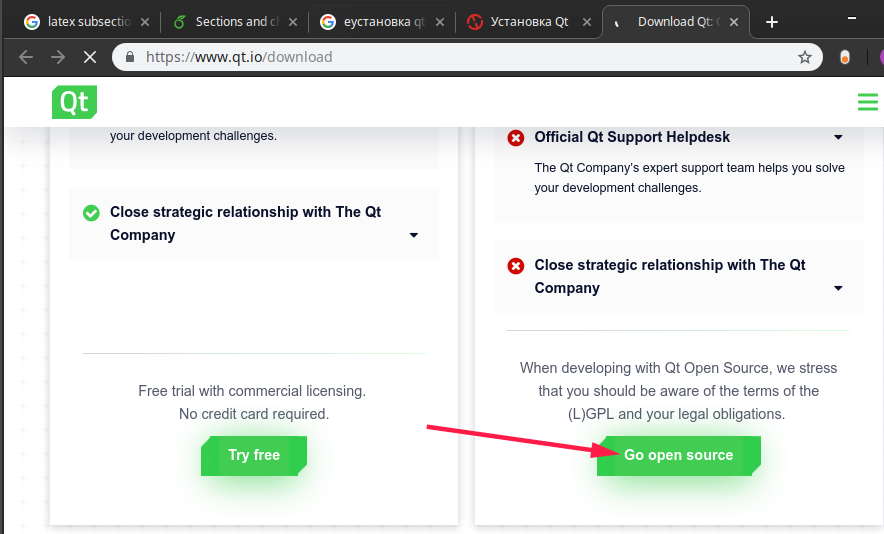 latex subsectio
Sections and c
еустановка qt
Установка Qt
Download Qt:
https://www.qt.io/download
Qt
your development challenges.
Close strategic relationship with The Qt
Company
Free trial with commercial licensing.
No credit card required.
Try free
Official Qt Support Helpdesk
The Qt Company's expert support team helps you solve
your development challenges.
Close strategic relationship with The Qt
Company
When developing with Qt Open Source, we stress
that you should be aware of the terms of the
(L)GPL and your legal obligations.
Go open source